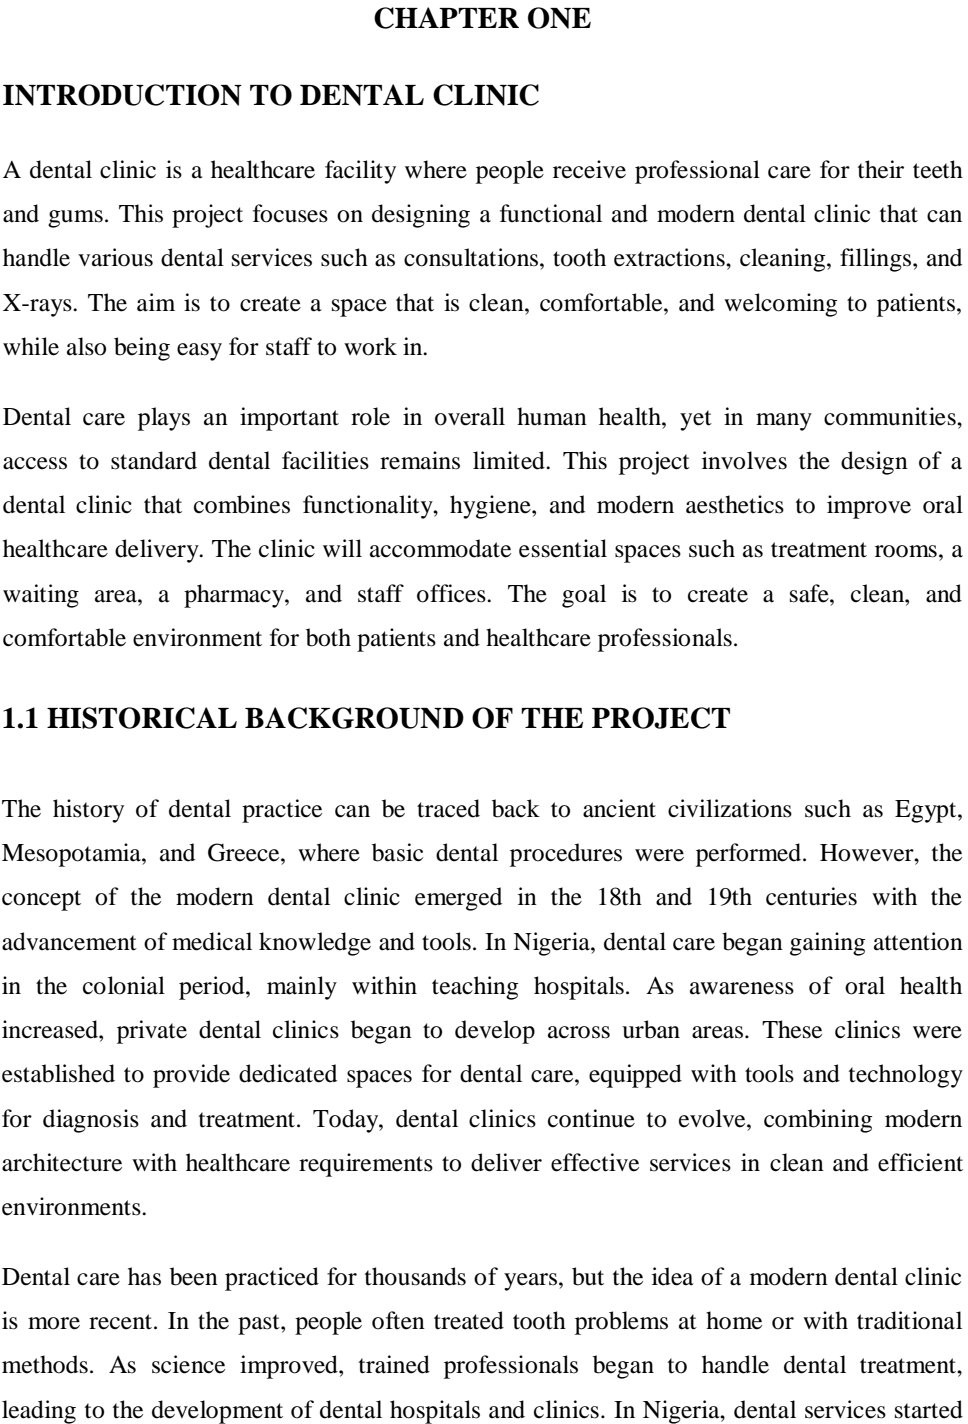 CHAPTER ONE
INTRODUCTION TO DENTAL CLINIC
A dental clinic is a healthcare facility where people receive professional care for their teeth
and gums. This project focuses on designing a functional and modern dental clinic that can
handle various dental services such as consultations, tooth extractions, cleaning, fillings, and
X-rays. The aim is to create a space that is clean, comfortable, and welcoming to patients,
while also being easy for staff to work in.
Dental care plays an important role in overall human health, yet in many communities,
access to standard dental facilities remains limited. This project involves the design of a
dental clinic that combines functionality, hygiene, and modern aesthetics to improve oral
healthcare delivery. The clinic will accommodate essential spaces such as treatment rooms, a
waiting area, a pharmacy, and staff offices. The goal is to create a safe, clean, and
comfortable environment for both patients and healthcare professionals.
1.1 HISTORICAL BACKGROUND OF THE PROJECT
The history of dental practice can be traced back to ancient civilizations such as Egypt,
Mesopotamia, and Greece, where basic dental procedures were performed. However, the
concept of the modern dental clinic emerged in the 18th and 19th centuries with the
advancement of medical knowledge and tools. In Nigeria, dental care began gaining attention
in the colonial period, mainly within teaching hospitals. As awareness of oral health
increased, private dental clinics began to develop across urban areas. These clinics were
established to provide dedicated spaces for dental care, equipped with tools and technology
for diagnosis and treatment. Today, dental clinics continue to evolve, combining modern
architecture with healthcare requirements to deliver effective services in clean and efficient
environments.
Dental care has been practiced for thousands of years, but the idea of a modern dental clinic
is more recent. In the past, people often treated tooth problems at home or with traditional
methods. As science improved, trained professionals began to handle dental treatment,
leading to the development of dental hospitals and clinics. In Nigeria, dental services started